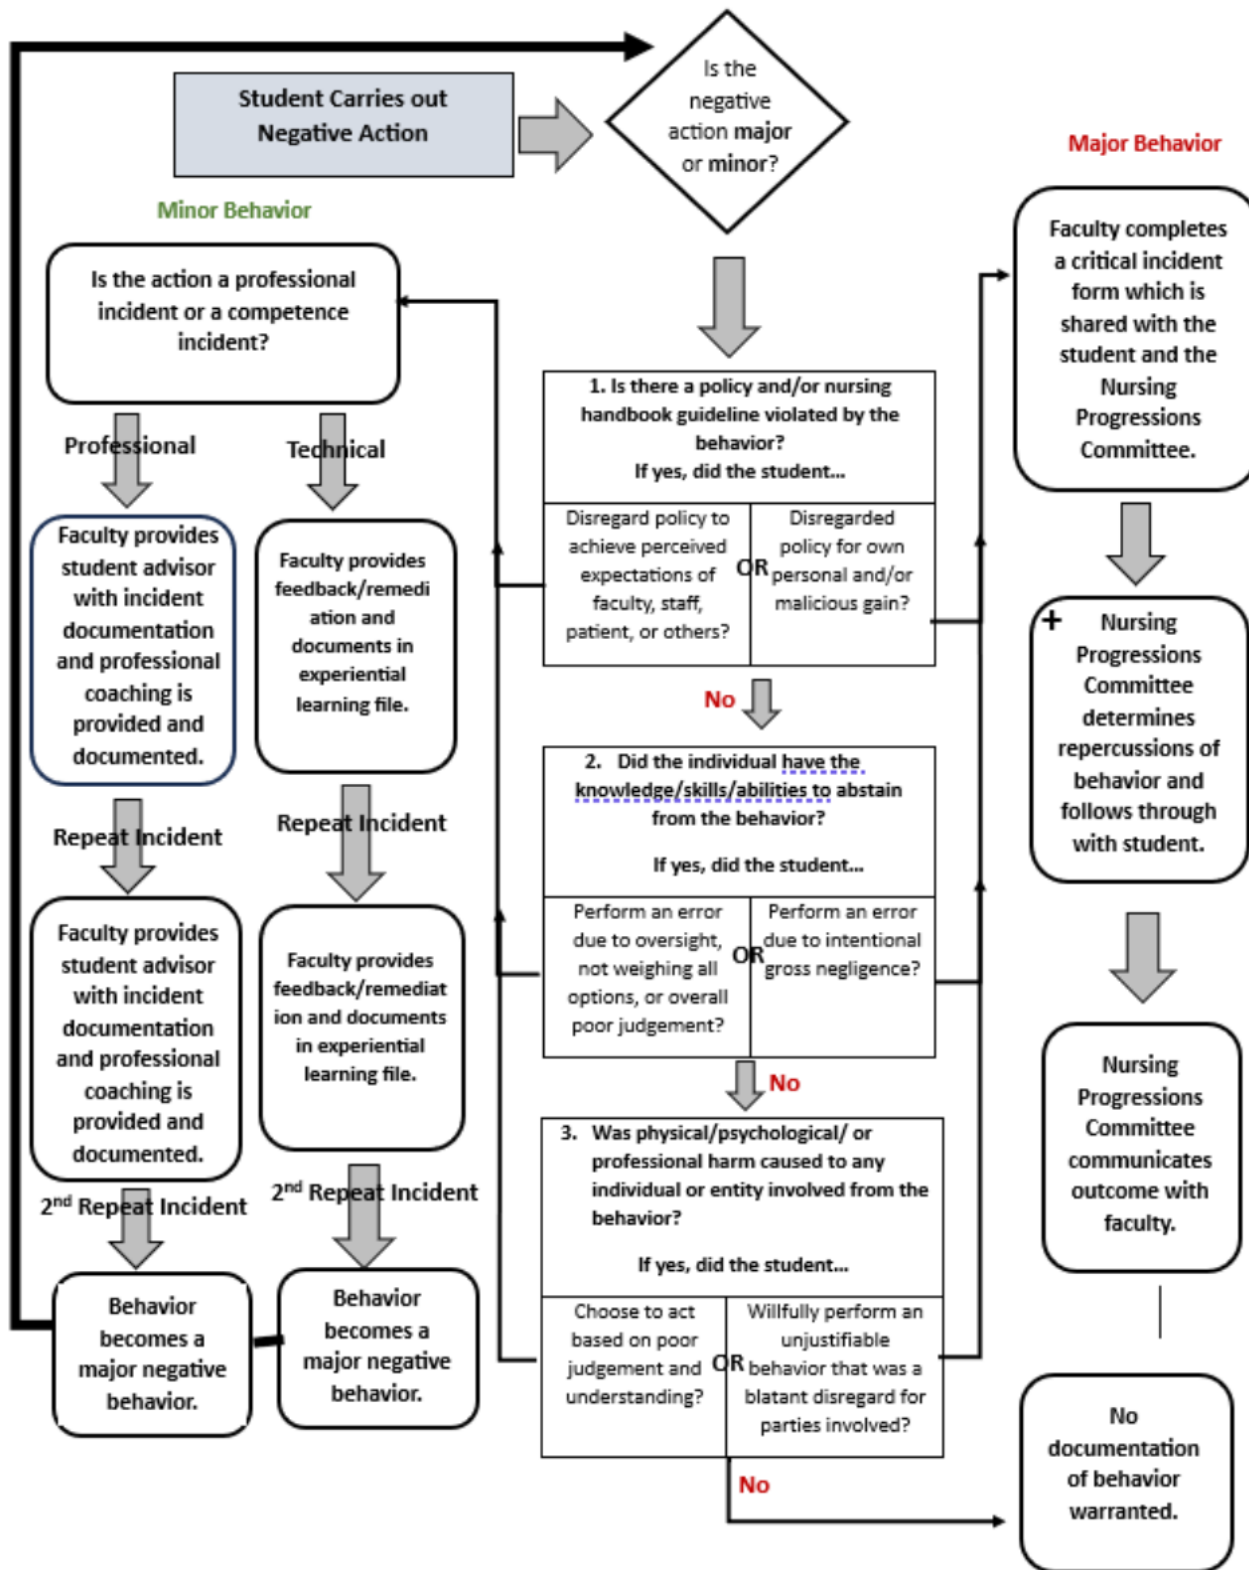 Is the
negative
action major
or minor?
Student Carries out
Negative Action
Major Behavior
Minor Behavior
Is the action a professional
incident or a competence
incident?
Professional
Technical
Faculty provides
student advisor
with incident
documentation
and professional
coaching is
provided and
documented.
Faculty provides
feedback/remedi
ation and
documents in
experiential
learning file.
Repeat Incident
Repeat Incident
Faculty provides
student advisor
with incident
documentation
and professional
coaching is
provided and
documented.
Faculty provides
feedback/remediat
ion and documents
in experiential
learning file.
2nd Repeat Incident
2nd Repeat Incident
Behavior
becomes a
major negative
behavior.
Behavior
becomes a
major negative
behavior.
1. Is there a policy and/or nursing
handbook guideline violated by the
behavior?
If yes, did the student...
Disregard policy to
achieve perceived
expectations of
faculty, staff,
patient, or others?
OR
Disregarded
policy for own
personal and/or
malicious gain?
No
2. Did the individual have the
knowledge/skills/abilities to abstain
from the behavior?
If yes, did the student...
Perform an error
due to oversight,
not weighing all
options, or overall
poor judgement?
OR
Perform an error
due to intentional
gross negligence?
No
3. Was physical/psychological/ or
professional harm caused to any
individual or entity involved from the
behavior?
If yes, did the student...
Choose to act
based on poor
judgement and
understanding?
OR
Willfully perform an
unjustifiable
behavior that was a
blatant disregard for
parties involved?
No
Faculty completes
a critical incident
form which is
shared with the
student and the
Nursing
Progressions
Committee.
+
Nursing
Progressions
Committee
determines
repercussions of
behavior and
follows through
with student.
Nursing
Progressions
Committee
communicates
outcome with
faculty.
No
documentation
of behavior
warranted.